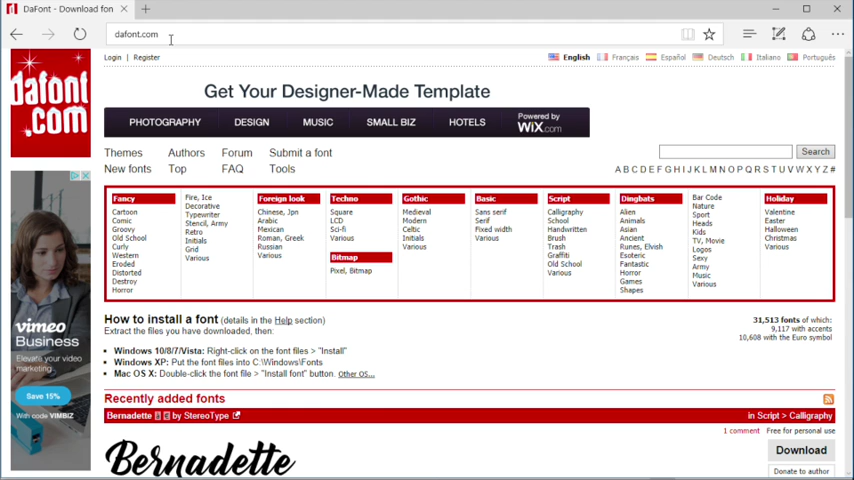 DaFont - Download fon
dafont.com
Login | Register
English Français Español Deutsch Italiano Português
dafont
.com
Get Your Designer-Made Template
PHOTOGRAPHY DESIGN MUSIC SMALL BIZ HOTELS Powered by WIX.com
Themes Authors Forum Submit a font
New fonts Top FAQ Tools
Search
A B C D E F G H I J K L M N O P Q R S T U V W X Y Z #
Fancy
Cartoon
Comic
Groovy
Old School
Curly
Western
Eroded
Distorted
Destroy
Horror
Fire, Ice
Decorative
Typewriter
Stencil, Army
Retro
Initials
Grid
Various
Foreign look
Chinese, Jpn
Arabic
Mexican
Roman, Greek
Russian
Various
Techno
Square
LCD
Sci-fi
Various
Bitmap
Pixel, Bitmap
Gothic
Medieval
Modern
Celtic
Initials
Various
Basic
Sans serif
Serif
Fixed width
Various
Script
Calligraphy
School
Handwritten
Brush
Trash
Graffiti
Old School
Various
Dingbats
Alien
Animals
Asian
Ancient
Runes, Elvish
Esoteric
Fantastic
Horror
Games
Shapes
Bar Code
Nature
Sport
Heads
Kids
TV, Movie
Logos
Sexy
Army
Music
Various
Holiday
Valentine
Easter
Halloween
Christmas
Various
How to install a font (details in the Help section)
Extract the files you have downloaded, then:
Windows 10/8/7/Vista: Right-click on the font files > "Install"
Windows XP: Put the font files into C:\Windows\Fonts
Mac OS X: Double-click the font file > "Install font" button. Other OS...
31,513 fonts of which:
9,117 with accents
10,608 with the Euro symbol
vimeo
Business
Elevate your video
marketing.
Save 15%
With code VIMBIZ
Recently added fonts
Bernadette à € by StereoType in Script > Calligraphy
1 comment Free for personal use
Bernadette
Download
Donate to author